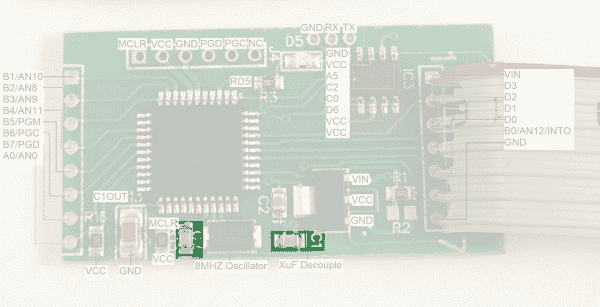 GND RX TX
D5
MCLR VCC GND PGD PGC NC
J4
GND
VCC
A5
C2
C0
D6
VCC
VCC
IC3
RD5
R3
B1/AN10
B2/AN8
B3/AN9
B4/AN11
B5/PGM
B6/PGC
B7/PGD
A0/AN0
VIN
D3
D2
D1
D0
B0/AN12/INTO
GND
VIN
VCC
GND
R1
R2
C2
C1OUT
MCLR
VCC
GND
VCC
8MHZ Oscillator
XuF Decouple
C1